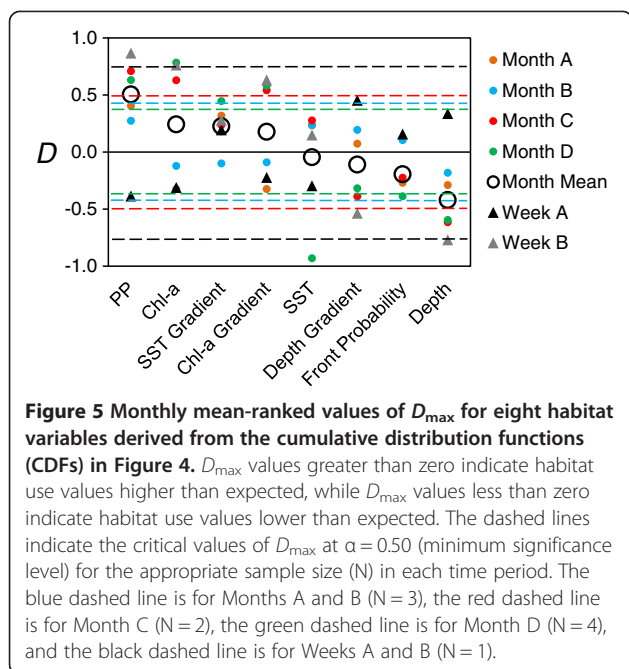 1.0
0.5
D 0.0
-0.5
-1.0
PP
Chl-a
SST Gradient
Chl-a Gradient
SST
Depth Gradient
Front Probability
Depth
Month A
Month B
Month C
Month D
Month Mean
Week A
Week B
Figure 5 Monthly mean-ranked values of Dmax for eight habitat
variables derived from the cumulative distribution functions
(CDFs) in Figure 4. Dmax values greater than zero indicate habitat
use values higher than expected, while Dmax values less than zero
indicate habitat use values lower than expected. The dashed lines
indicate the critical values of Dmax at α = 0.50 (minimum significance
level) for the appropriate sample size (N) in each time period. The
blue dashed line is for Months A and B (N = 3), the red dashed line
is for Month C (N = 2), the green dashed line is for Month D (N = 4),
and the black dashed line is for Weeks A and B (N = 1).